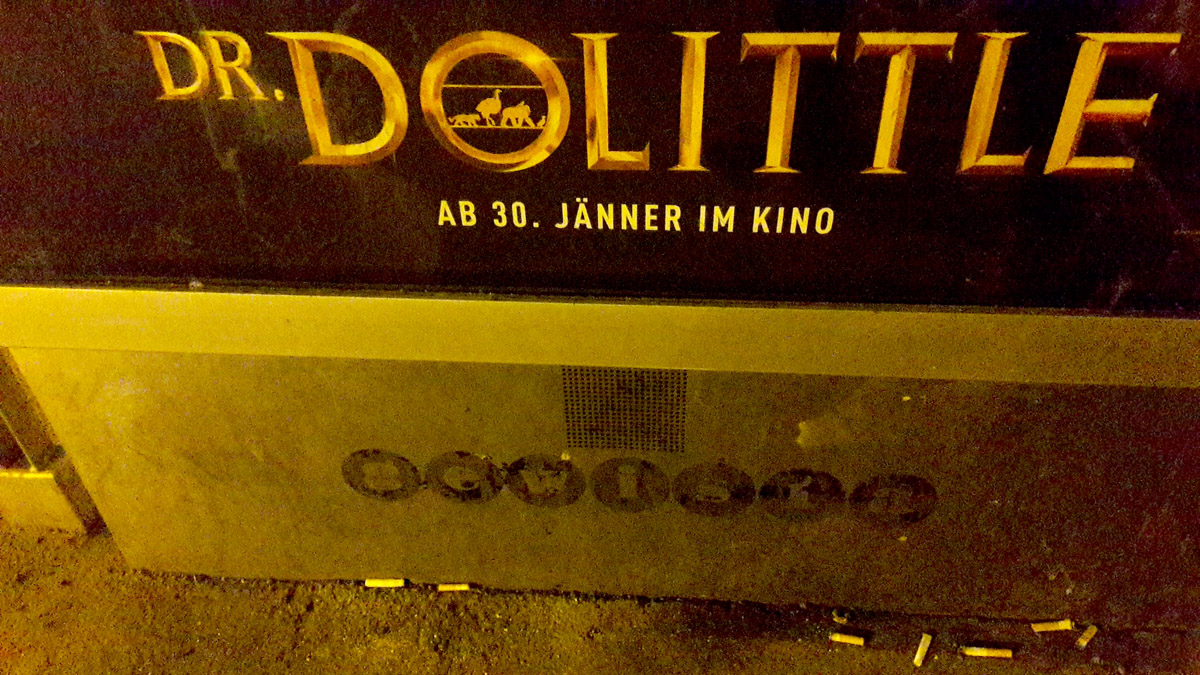 DR. DOLITTLE
AB 30. JÄNNER IM KINO